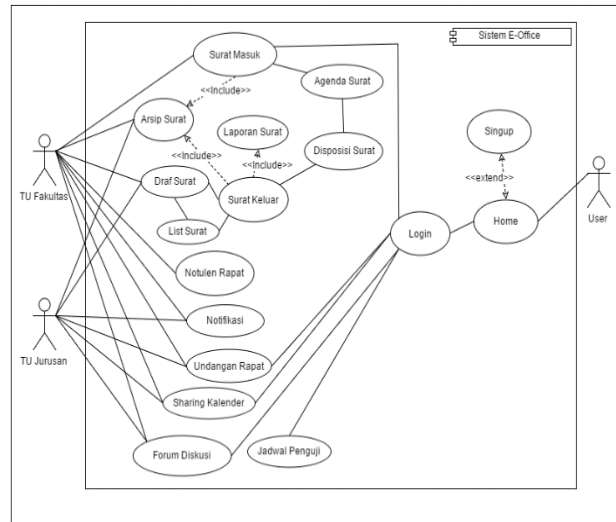 Sistem E-Office
Surat Masuk
<<Include>>
Agenda Surat
Arsip Surat
Laporan Surat
Singup
<<Include>>
<<Include>>
Disposisi Surat
TU Fakultas
Draf Surat
<<extend>>
Surat Keluar
Home
User
List Surat
Login
Notulen Rapat
Notifikasi
TU Jurusan
Undangan Rapat
Sharing Kalender
Forum Diskusi
Jadwal Penguji